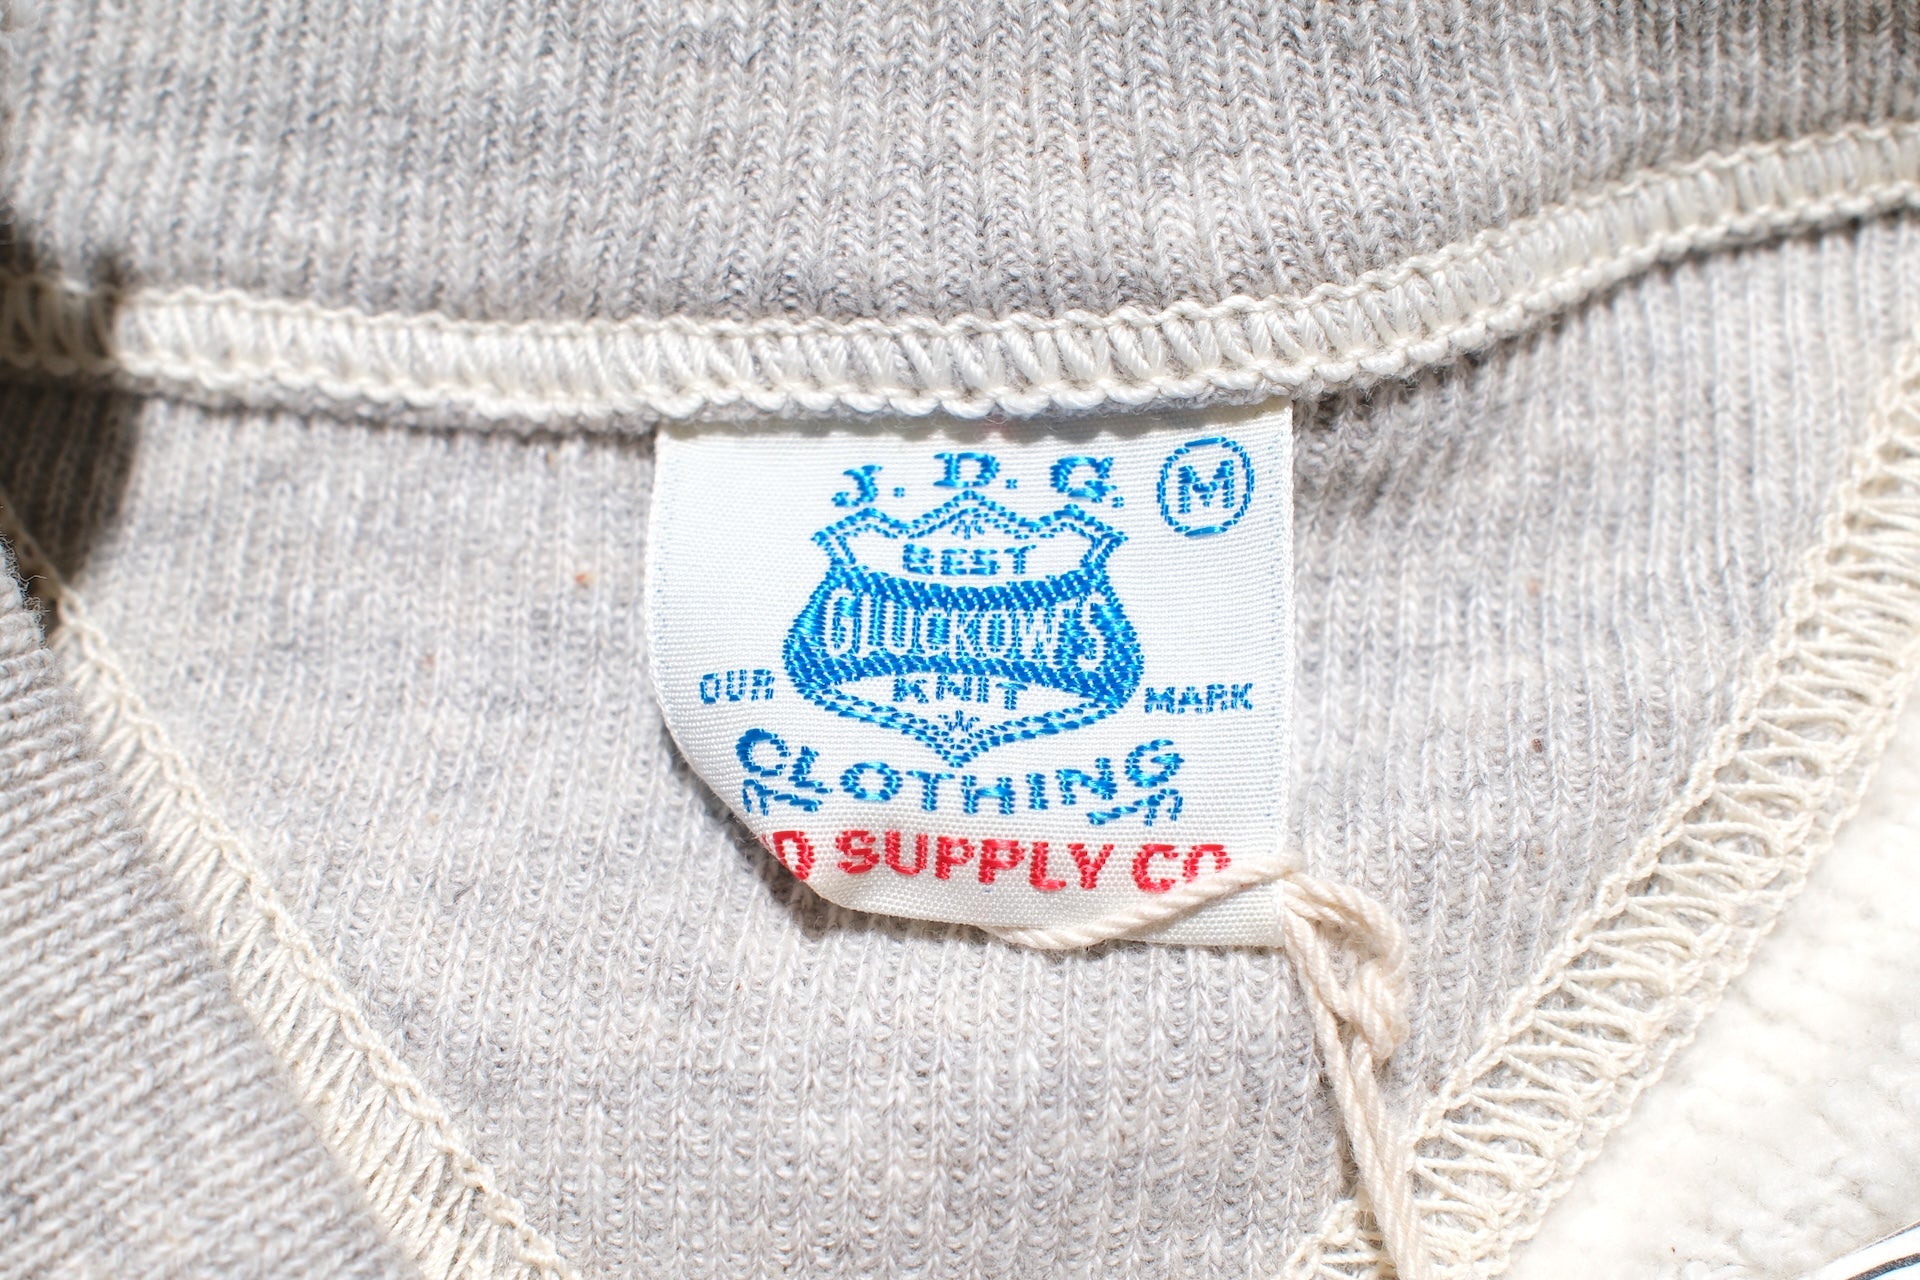 J. D. G.
M
BEST
GLUCKOW'S
OUR KNIT MARK
CLOTHING
SUPPLY CO